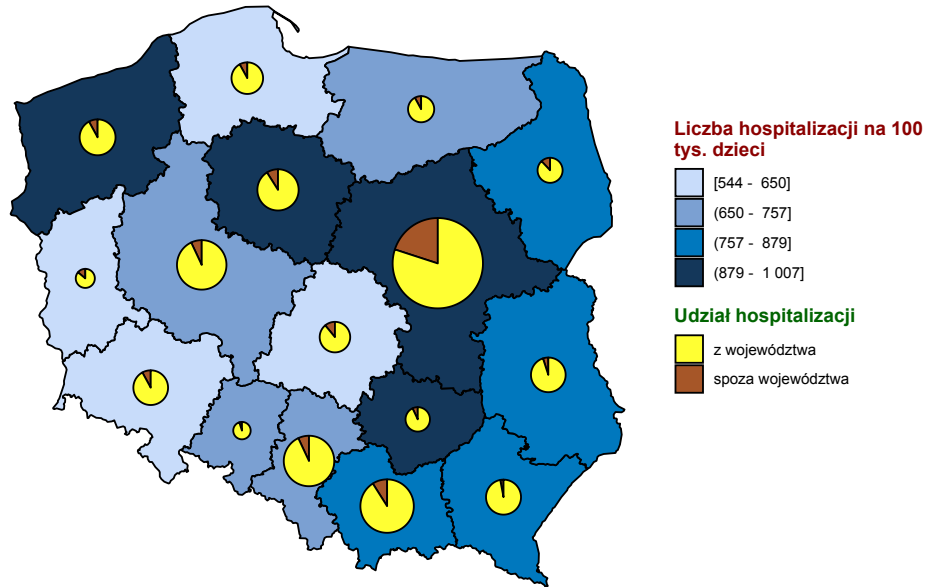 Liczba hospitalizacji na 100
tys. dzieci
[544 - 650]
(650 - 757]
(757 - 879]
(879 - 1 007]
Udział hospitalizacji
z województwa
spoza województwa